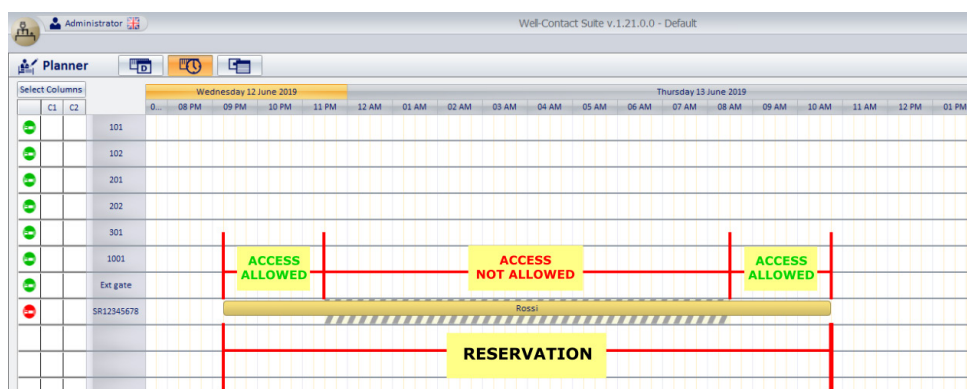 Administrator
Well-Contact Suite v.1.21.0.0 - Default
Planner
D
Select Columns
Wednesday 12 June 2019
Thursday 13 June 2019
C1 C2
0... 08 PM 09 PM 10 PM 11 PM 12 AM 01 AM 02 AM 03 AM 04 AM 05 AM 06 AM 07 AM 08 AM 09 AM 10 AM 11 AM 12 PM 01 PM
101
102
201
202
301
1001
ACCESS
ALLOWED
ACCESS
NOT ALLOWED
ACCESS
ALLOWED
Ext gate
SR12345678
Rossi
RESERVATION